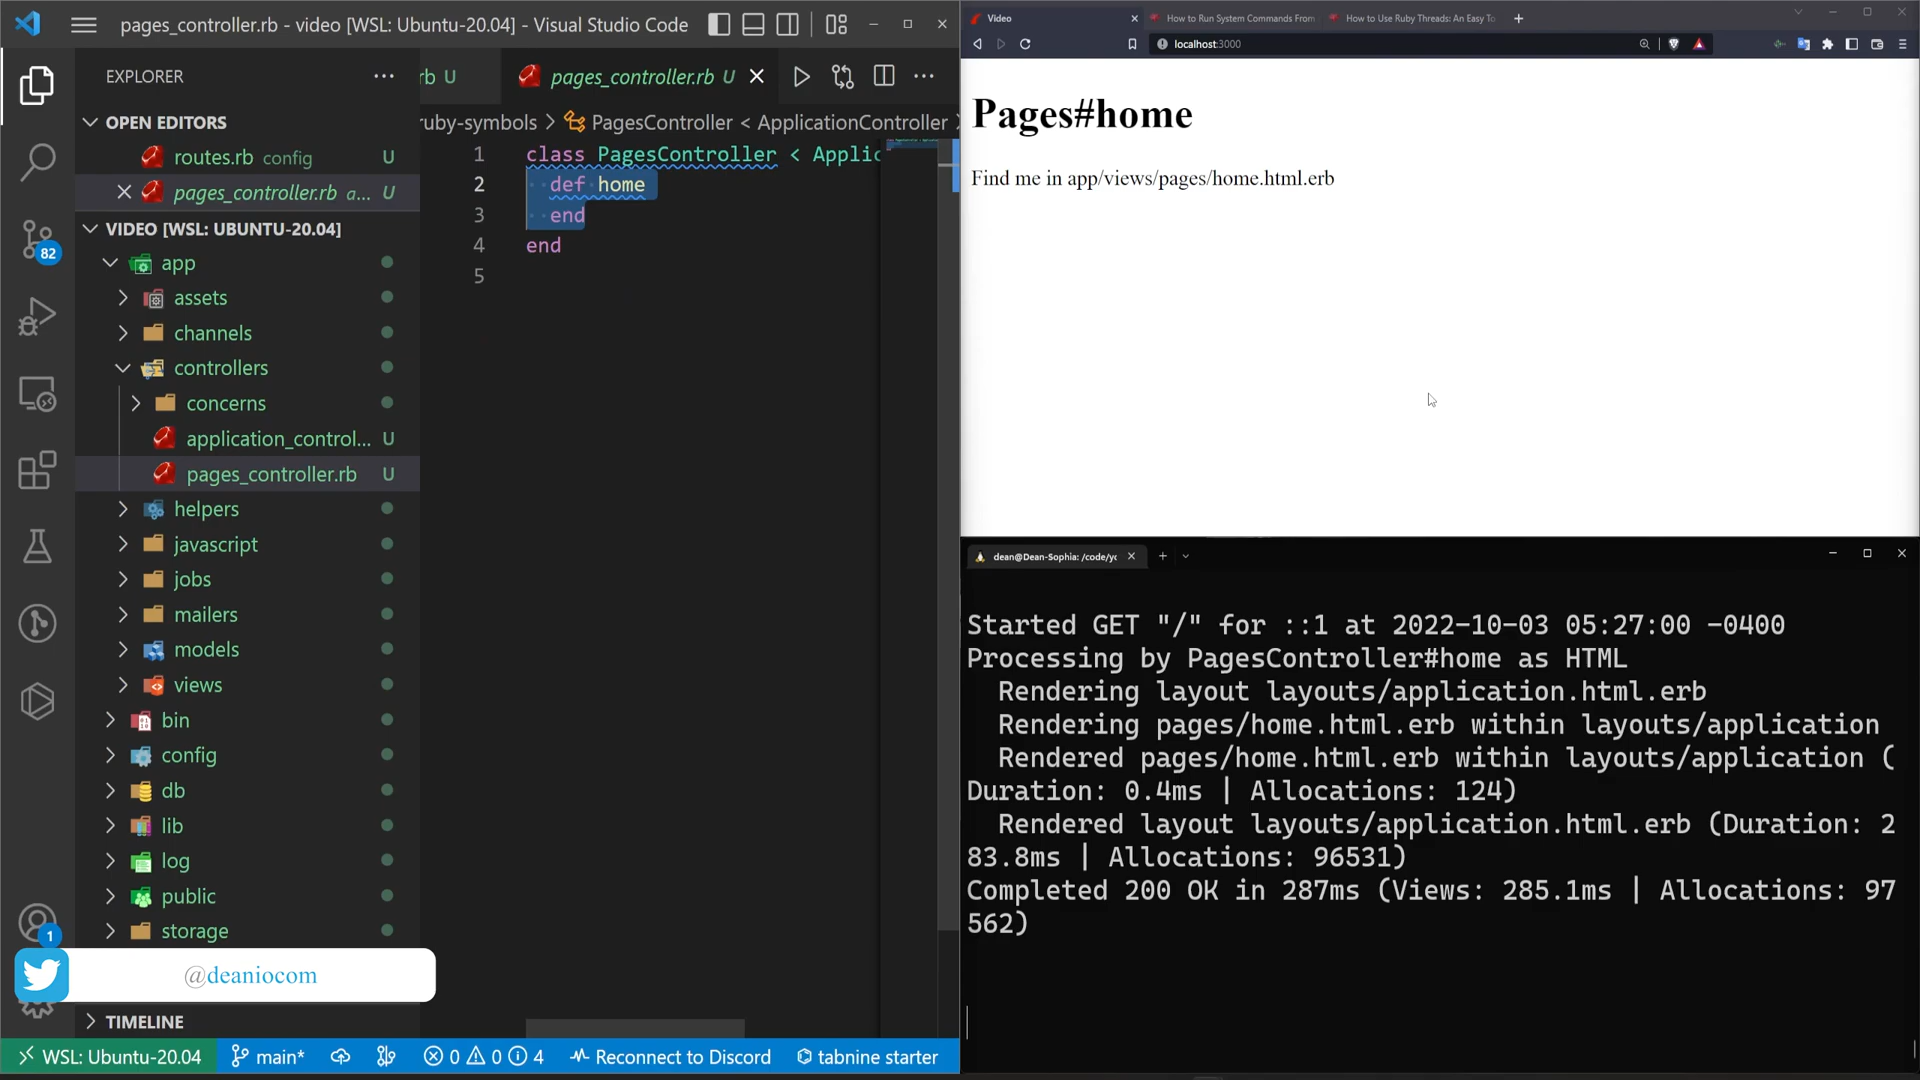 pages_controller.rb - video [WSL: Ubuntu-20.04] - Visual Studio Code
EXPLORER
OPEN EDITORS
routes.rb config U
pages_controller.rb a... U
VIDEO [WSL: UBUNTU-20.04]
app
assets
channels
controllers
concerns
application_control... U
pages_controller.rb U
helpers
javascript
jobs
mailers
models
views
bin
config
db
lib
log
public
storage
TIMELINE
82
1
@deaniocom
rb U
pages_controller.rb U
ruby-symbols > PagesController < ApplicationController
1 class PagesController < Applic
2 def home
3 end
4 end
5
WSL: Ubuntu-20.04 main* 0 0 4 Reconnect to Discord tabnine starter
Video
How to Run System Commands From
How to Use Ruby Threads: An Easy To
localhost:3000
Pages#home
Find me in app/views/pages/home.html.erb
dean@Dean-Sophia: /code/yo
Started GET "/" for ::1 at 2022-10-03 05:27:00 -0400
Processing by PagesController#home as HTML
Rendering layout layouts/application.html.erb
Rendering pages/home.html.erb within layouts/application
Rendered pages/home.html.erb within layouts/application (
Duration: 0.4ms | Allocations: 124)
Rendered layout layouts/application.html.erb (Duration: 2
83.8ms | Allocations: 96531)
Completed 200 OK in 287ms (Views: 285.1ms | Allocations: 97
562)